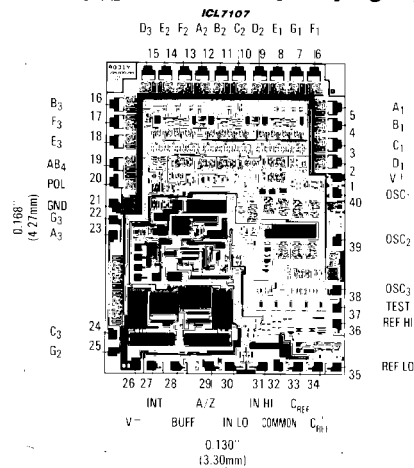 ICL7107
D3 E2 F2 A2 B2 C2 D2 E1 G1 F1
15 14 13 12 11 10 9 8 7 6
B3 16
F3 17
E3 18
AB4 19
POL 20
GND 21
G3 22
A3 23
C3 24
G2 25
5 A1
4 B1
3 C1
2 D1
1 V+
40 OSC1
39 OSC2
38 OSC3
37 TEST
36 REF HI
35 REF LO
26 27 28 29 30 31 32 33 34
INT A/Z IN HI CREF
V− BUFF IN LO COMMON CREF
0.168"
(4.27mm)
0.130"
(3.30mm)